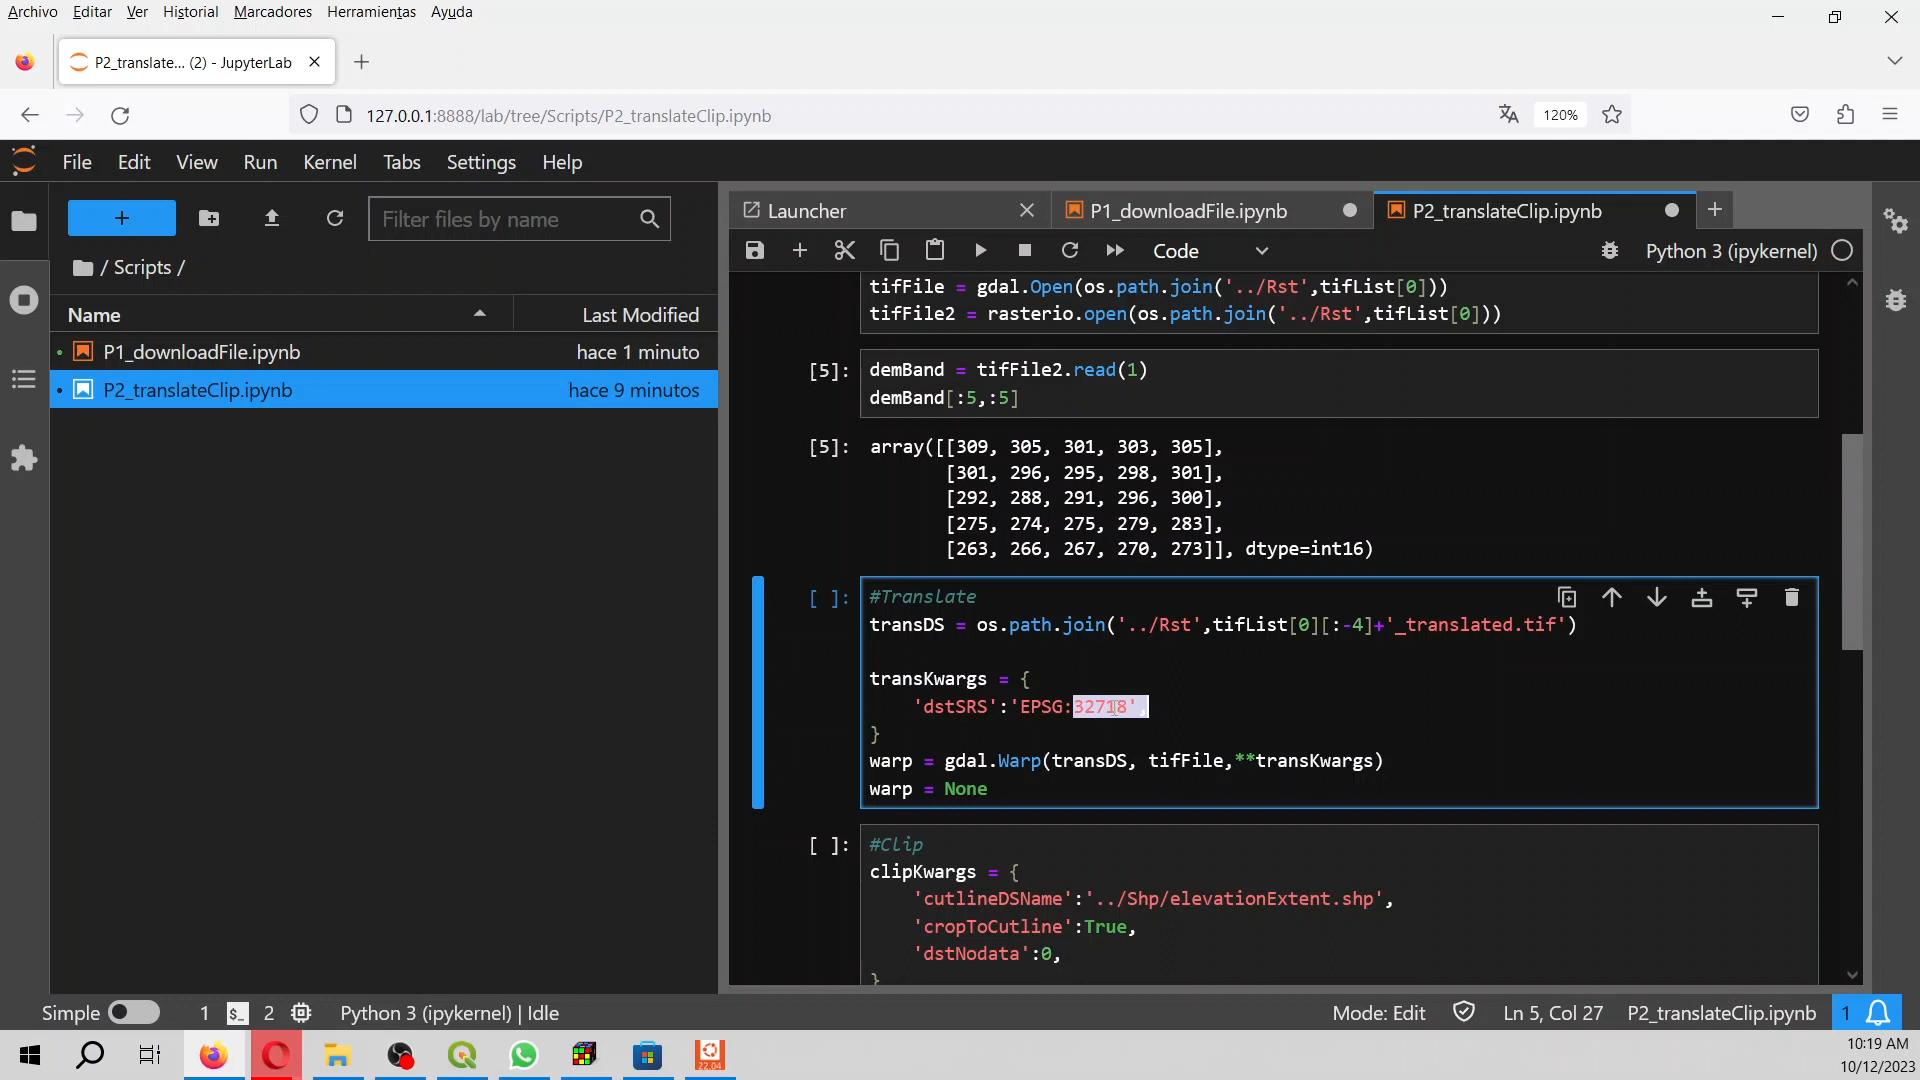 Archivo Editar Ver Historial Marcadores Herramientas Ayuda
P2_translate... (2) - JupyterLab
127.0.0.1:8888/lab/tree/Scripts/P2_translateClip.ipynb
120%
File Edit View Run Kernel Tabs Settings Help
Filter files by name
/ Scripts /
Name Last Modified
P1_downloadFile.ipynb hace 1 minuto
P2_translateClip.ipynb hace 9 minutos
Launcher P1_downloadFile.ipynb P2_translateClip.ipynb
Code Python 3 (ipykernel)
tifFile = gdal.Open(os.path.join('../Rst',tifList[0]))
tifFile2 = rasterio.open(os.path.join('../Rst',tifList[0]))
[5]: demBand = tifFile2.read(1)
demBand[:5,:5]
[5]: array([[309, 305, 301, 303, 305],
[301, 296, 295, 298, 301],
[292, 288, 291, 296, 300],
[275, 274, 275, 279, 283],
[263, 266, 267, 270, 273]], dtype=int16)
[ ]: #Translate
transDS = os.path.join('../Rst',tifList[0][:-4]+'_translated.tif')
transKwargs = {
'dstSRS':'EPSG:32718',
}
warp = gdal.Warp(transDS, tifFile,**transKwargs)
warp = None
[ ]: #Clip
clipKwargs = {
'cutlineDSName':'../Shp/elevationExtent.shp',
'cropToCutline':True,
'dstNodata':0,
}
Simple 1 $_ 2 Python 3 (ipykernel) | Idle Mode: Edit Ln 5, Col 27 P2_translateClip.ipynb 1
22.04
10:19 AM
10/12/2023